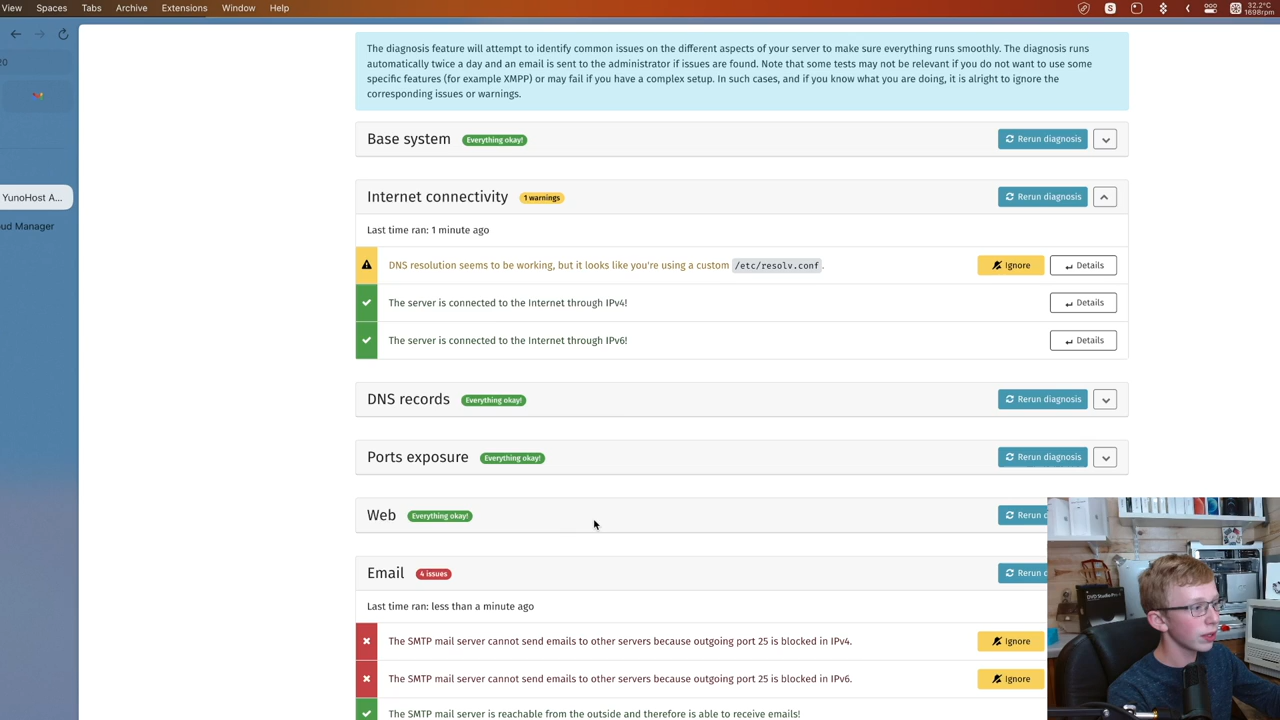 View Spaces Tabs Archive Extensions Window Help
32.2°C
1698rpm
20
The diagnosis feature will attempt to identify common issues on the different aspects of your server to make sure everything runs smoothly. The diagnosis runs
automatically twice a day and an email is sent to the administrator if issues are found. Note that some tests may not be relevant if you do not want to use some
specific features (for example XMPP) or may fail if you have a complex setup. In such cases, and if you know what you are doing, it is alright to ignore the
corresponding issues or warnings.
Base system Everything okay! Rerun diagnosis
YunoHost A...
Internet connectivity 1 warnings Rerun diagnosis
oud Manager
Last time ran: 1 minute ago
DNS resolution seems to be working, but it looks like you're using a custom /etc/resolv.conf. Ignore Details
The server is connected to the Internet through IPv4! Details
The server is connected to the Internet through IPv6! Details
DNS records Everything okay! Rerun diagnosis
Ports exposure Everything okay! Rerun diagnosis
Web Everything okay! Rerun d
Email 4 issues Rerun d
Last time ran: less than a minute ago
The SMTP mail server cannot send emails to other servers because outgoing port 25 is blocked in IPv4. Ignore
The SMTP mail server cannot send emails to other servers because outgoing port 25 is blocked in IPv6. Ignore
The SMTP mail server is reachable from the outside and therefore is able to receive emails!
DVD Studio Pro